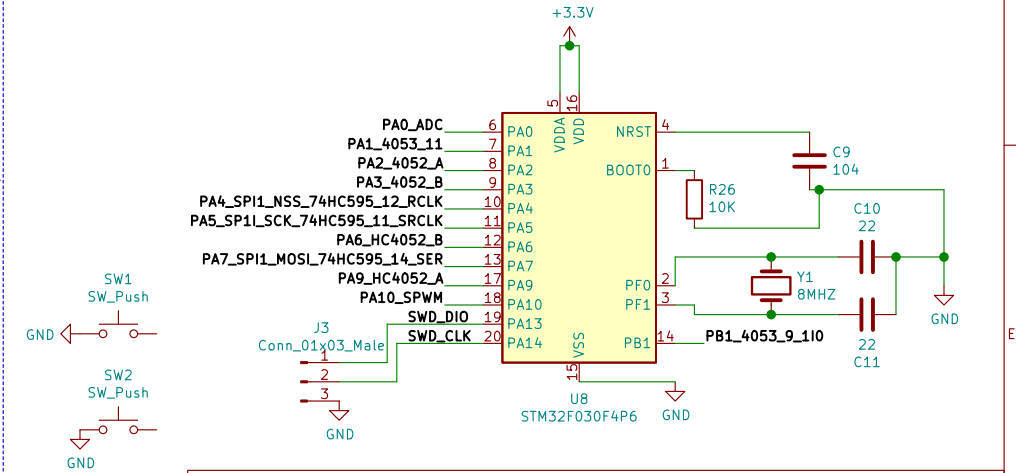 +3.3V
5
16
VDDA
VDD
PA0_ADC 6 PA0
PA1_4053_11 7 PA1
PA2_4052_A 8 PA2
PA3_4052_B 9 PA3
PA4_SPI1_NSS_74HC595_12_RCLK 10 PA4
PA5_SP1I_SCK_74HC595_11_SRCLK 11 PA5
PA6_HC4052_B 12 PA6
PA7_SPI1_MOSI_74HC595_14_SER 13 PA7
PA9_HC4052_A 17 PA9
PA10_SPWM 18 PA10
SWD_DIO 19 PA13
SWD_CLK 20 PA14
NRST 4
BOOT0 1
PF0 2
PF1 3
PB1 14 PB1_4053_9_1I0
VSS
15
U8
STM32F030F4P6
GND
C9
104
R26
10K
C10
22
Y1
8MHZ
22
C11
GND
E
SW1
SW_Push
GND
SW2
SW_Push
GND
J3
Conn_01x03_Male
1
2
3
GND